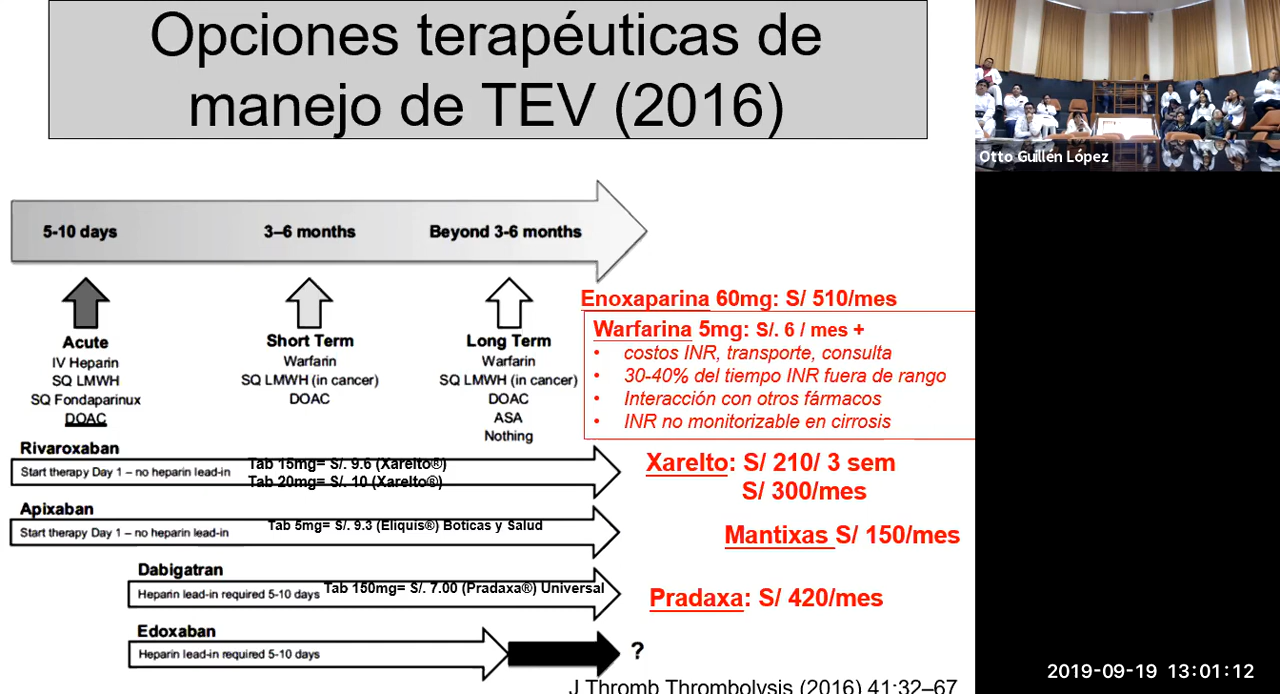 Opciones terapéuticas de
manejo de TEV (2016)
Otto Guillén López
5-10 days
3–6 months
Beyond 3-6 months
Acute
IV Heparin
SQ LMWH
SQ Fondaparinux
DOAC
Short Term
Warfarin
SQ LMWH (in cancer)
DOAC
Long Term
Warfarin
SQ LMWH (in cancer)
DOAC
ASA
Nothing
Enoxaparina 60mg: S/ 510/mes
Warfarina 5mg: S/. 6 / mes +
• costos INR, transporte, consulta
• 30-40% del tiempo INR fuera de rango
• Interacción con otros fármacos
• INR no monitorizable en cirrosis
Rivaroxaban
Start therapy Day 1 – no heparin lead-in
Tab 15mg= S/. 9.6 (Xarelto®)
Tab 20mg= S/. 10 (Xarelto®)
Xarelto: S/ 210/ 3 sem
S/ 300/mes
Apixaban
Start therapy Day 1 – no heparin lead-in
Tab 5mg= S/. 9.3 (Eliquis®) Boticas y Salud
Mantixas S/ 150/mes
Dabigatran
Heparin lead-in required 5-10 days
Tab 150mg= S/. 7.00 (Pradaxa®) Universal
Pradaxa: S/ 420/mes
Edoxaban
Heparin lead-in required 5-10 days
?
J Thromb Thrombolysis (2016) 41:32–67
2019-09-19 13:01:12